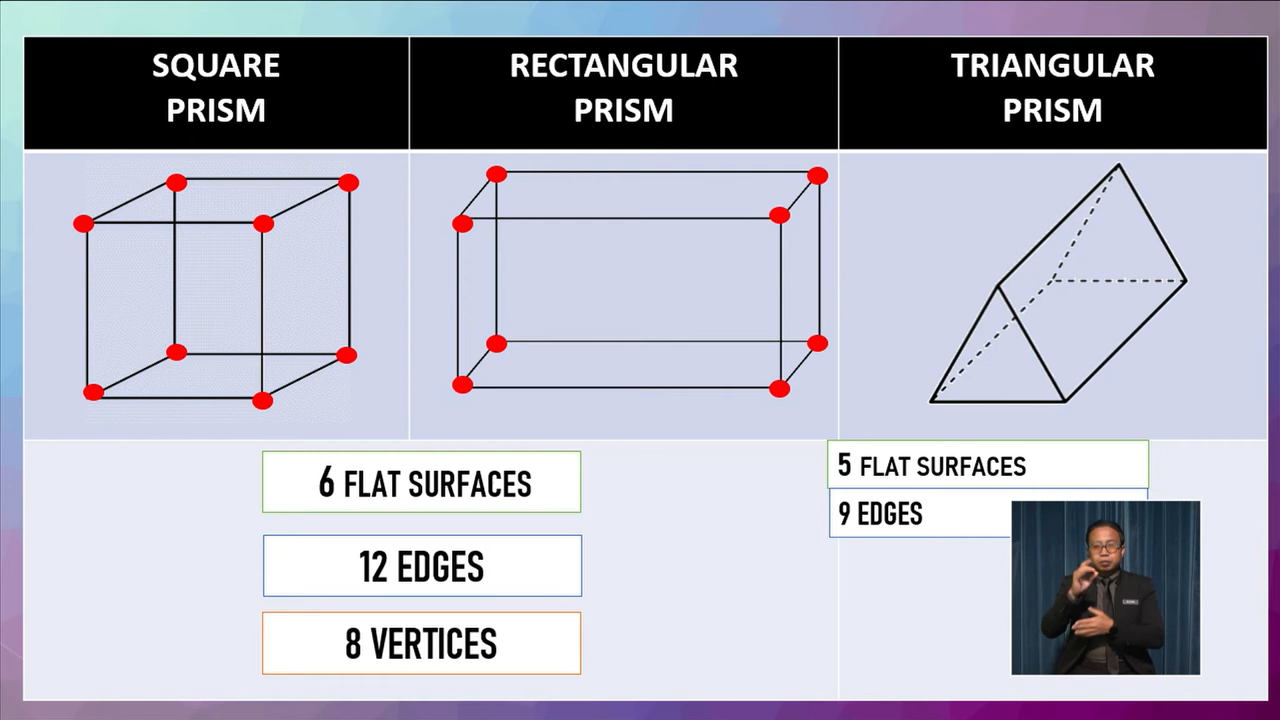 SQUARE
PRISM
RECTANGULAR
PRISM
TRIANGULAR
PRISM
6 FLAT SURFACES
12 EDGES
8 VERTICES
5 FLAT SURFACES
9 EDGES